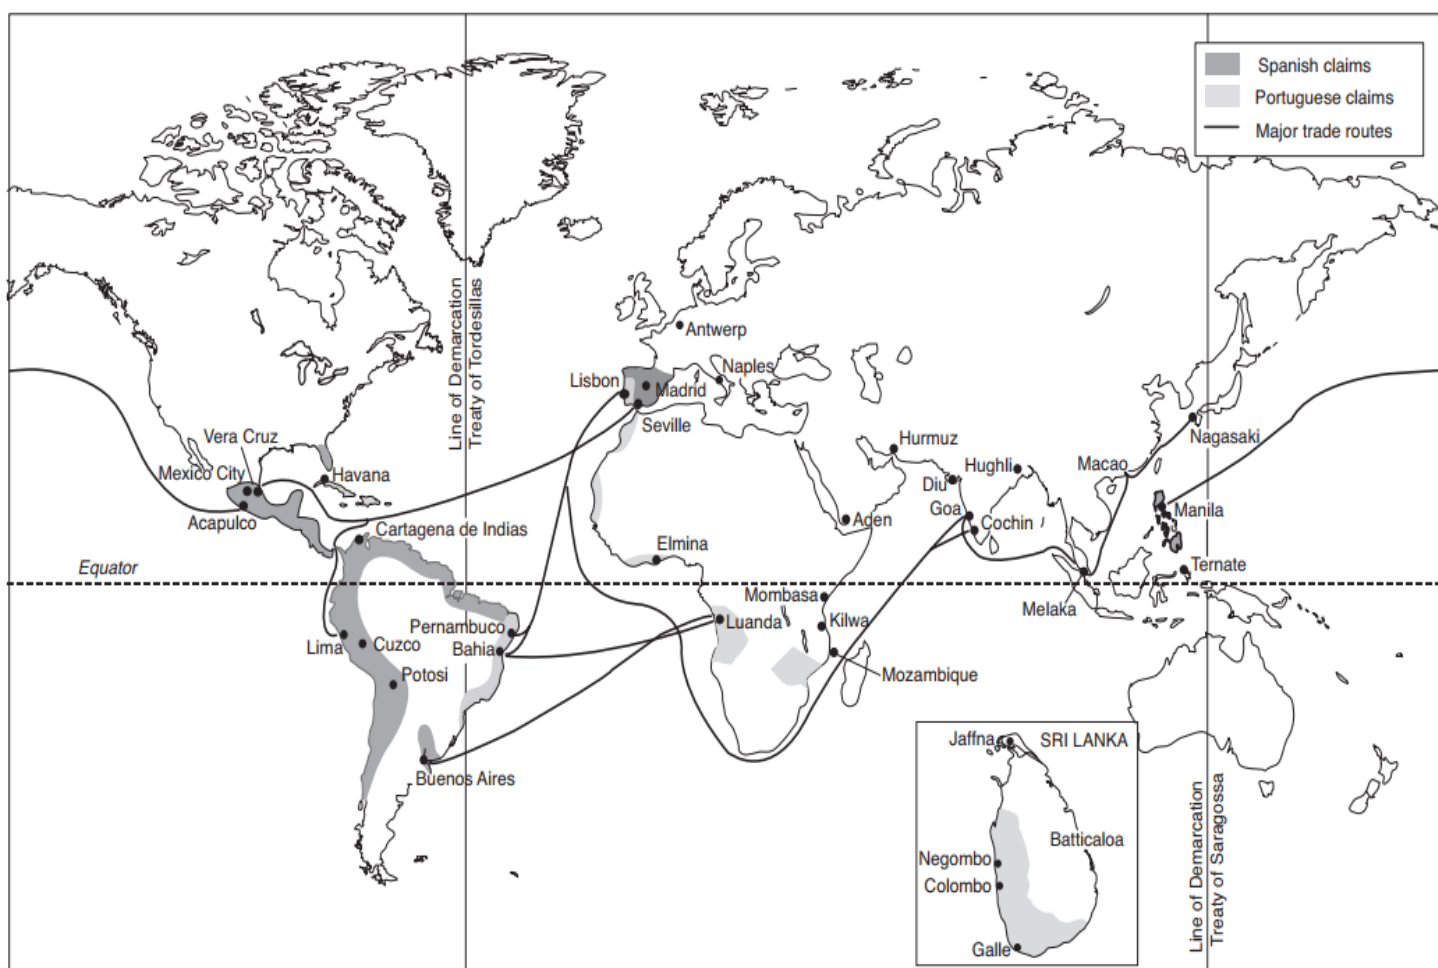 Spanish claims
Portuguese claims
Major trade routes
Line of Demarcation
Treaty of Tordesillas
Antwerp
Naples
Lisbon
Madrid
Seville
Vera Cruz
Mexico City
Havana
Acapulco
Cartagena de Indias
Hurmuz
Hughli
Diu
Goa
Cochin
Aden
Macao
Nagasaki
Manila
Elmina
Equator
Ternate
Melaka
Mombasa
Kilwa
Luanda
Mozambique
Pernambuco
Bahia
Lima
Cuzco
Potosi
Buenos Aires
Jaffna
SRI LANKA
Batticaloa
Negombo
Colombo
Galle
Line of Demarcation
Treaty of Saragossa